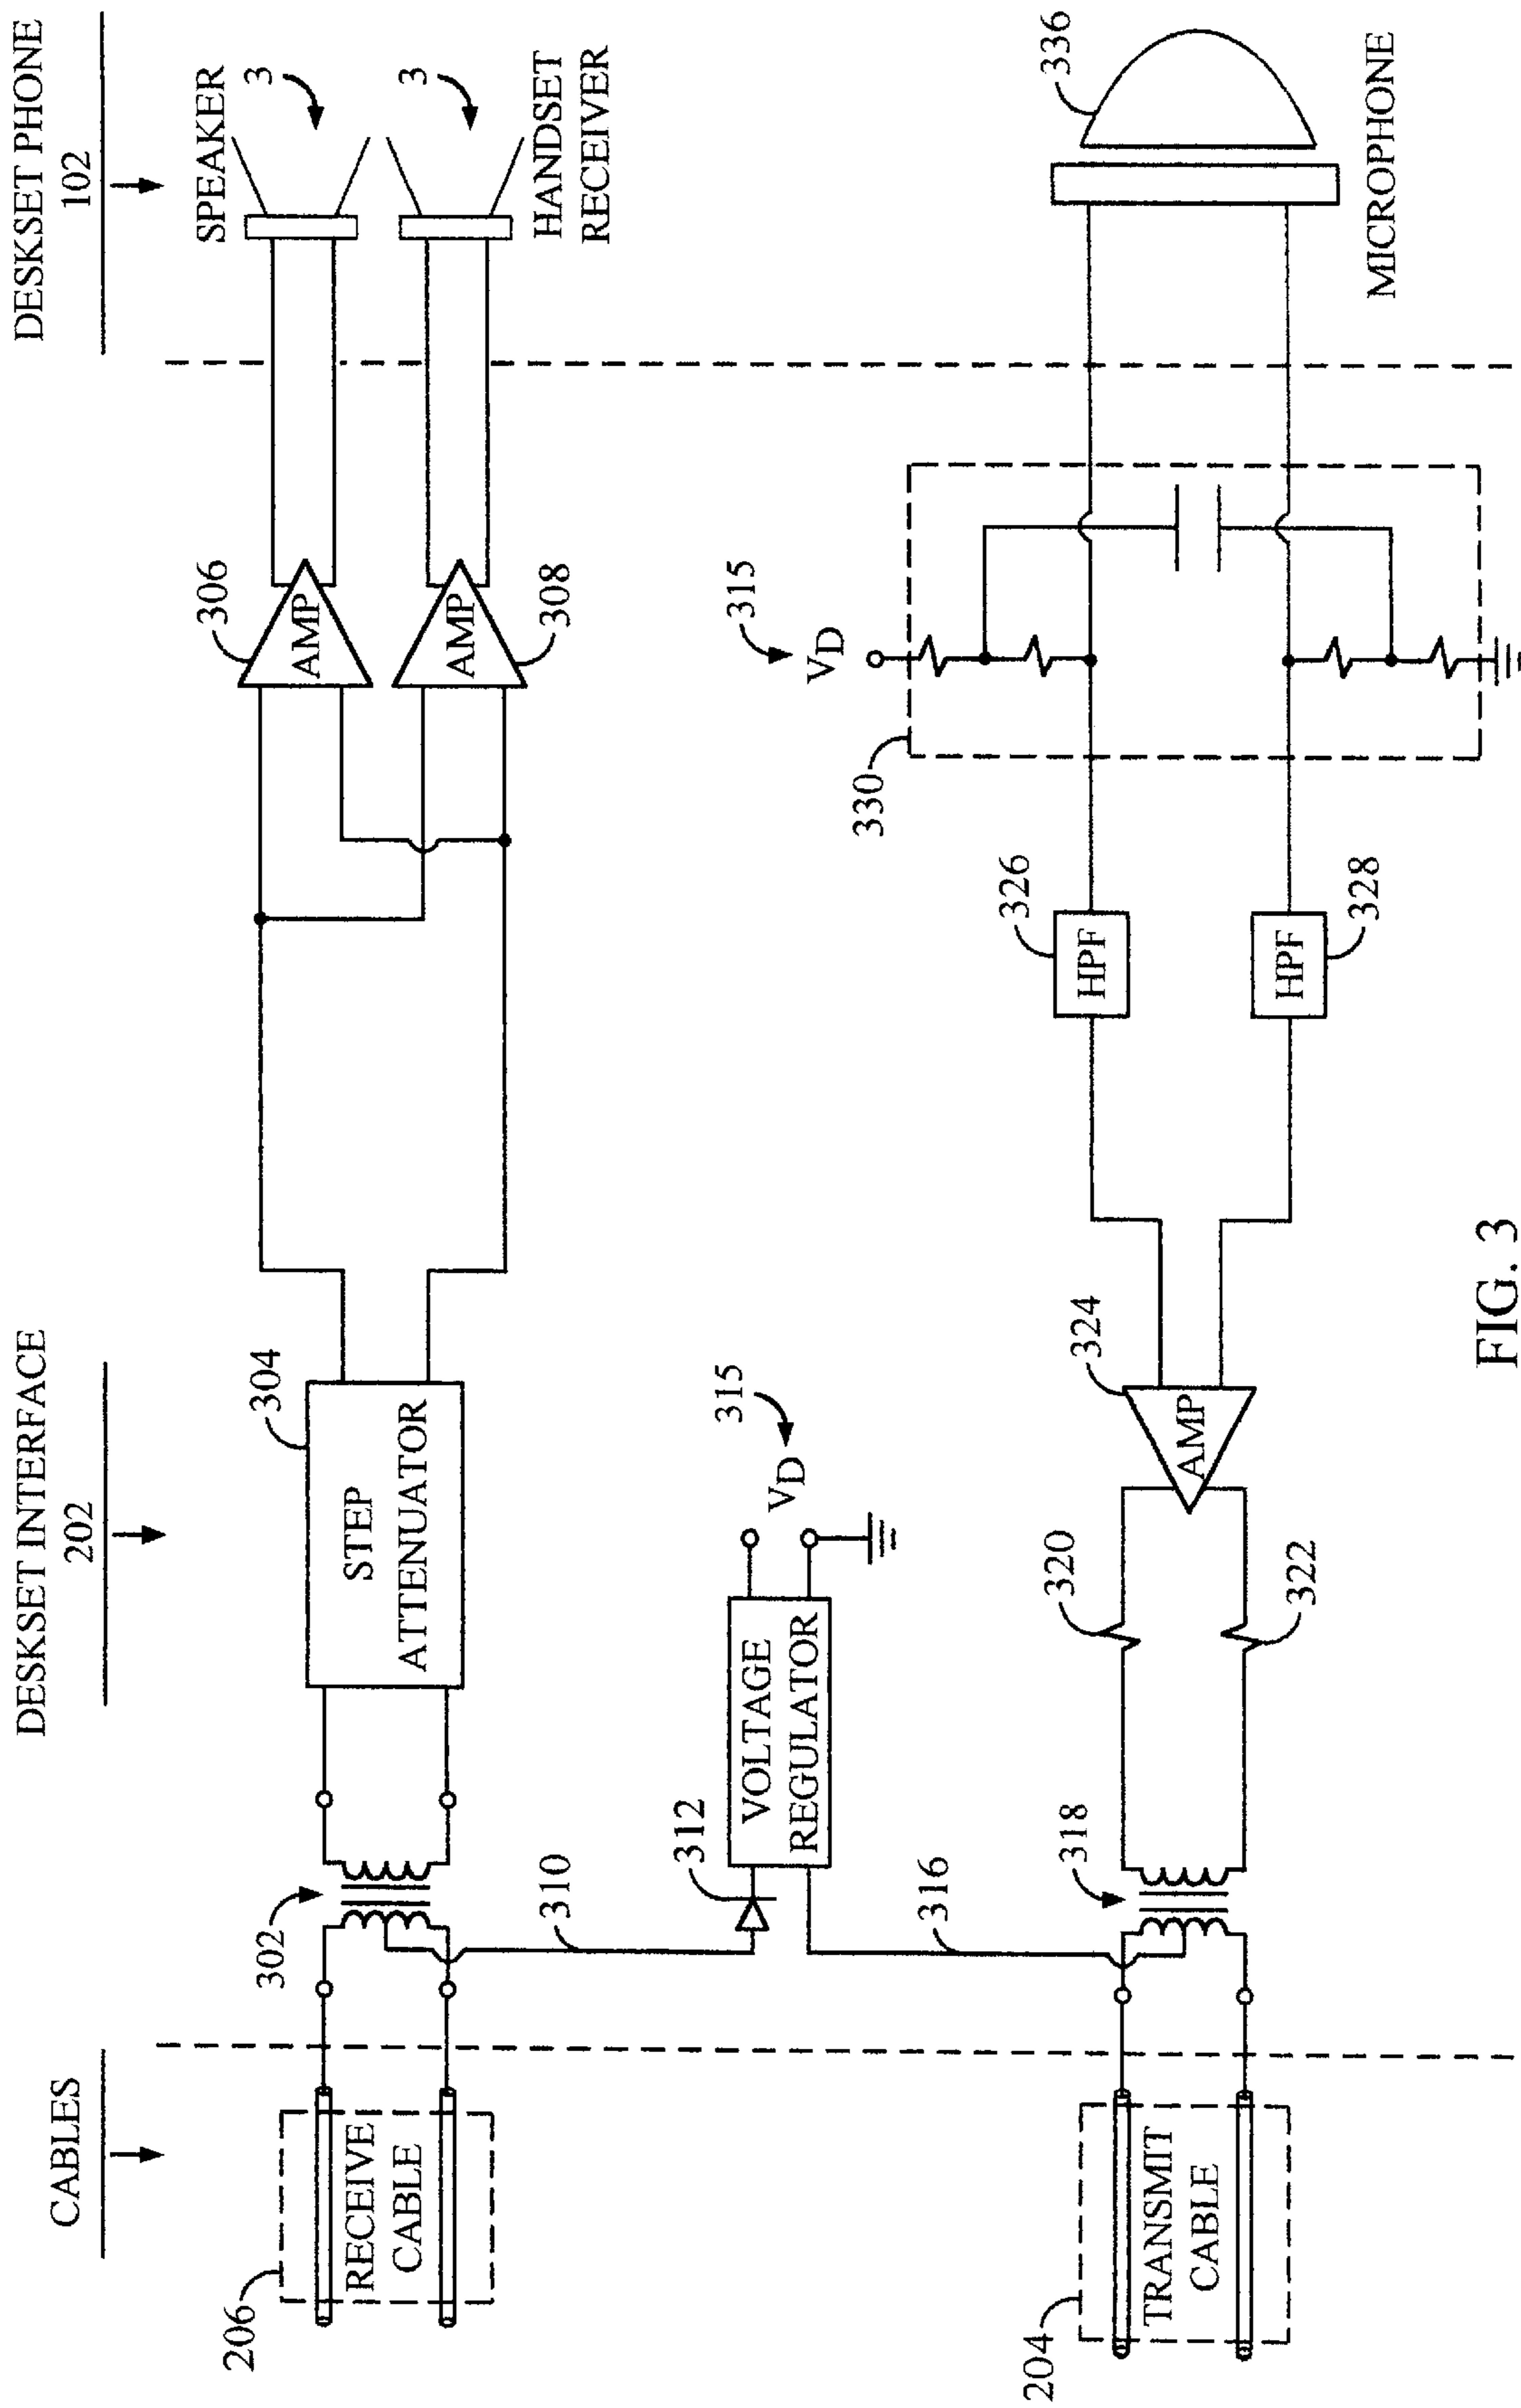 CABLES
DESKSET INTERFACE
202
DESKSET PHONE
102
206
RECEIVE
CABLE
302
304
STEP
ATTENUATOR
306
AMP
AMP
308
SPEAKER
3
3
HANDSET
RECEIVER
310
312
VOLTAGE
REGULATOR
315
VD
316
204
TRANSMIT
CABLE
318
320
322
324
AMP
326
HPF
HPF
328
330
315
VD
336
MICROPHONE
FIG. 3